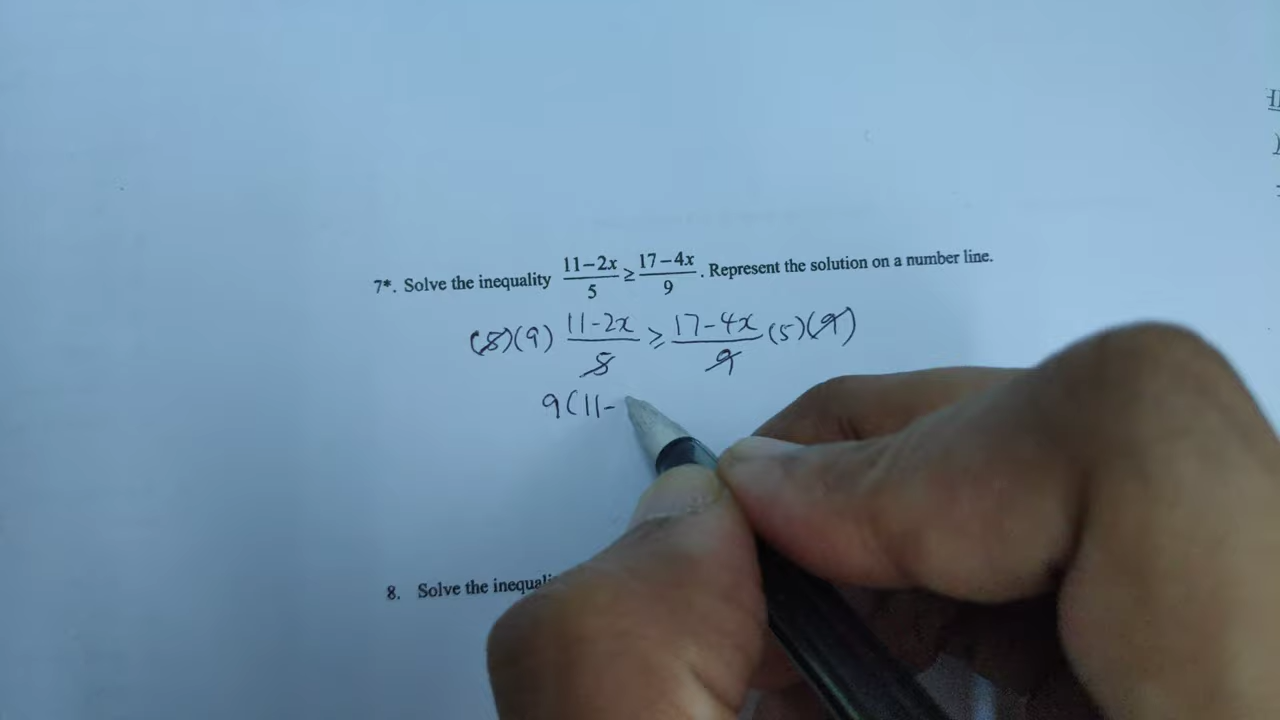 7*. Solve the inequality (11−2x)/5 ≥ (17−4x)/9. Represent the solution on a number line.
(5)(9) (11-2x)/5 ≥ (17-4x)/9 (5)(9)
9(11-
8. Solve the